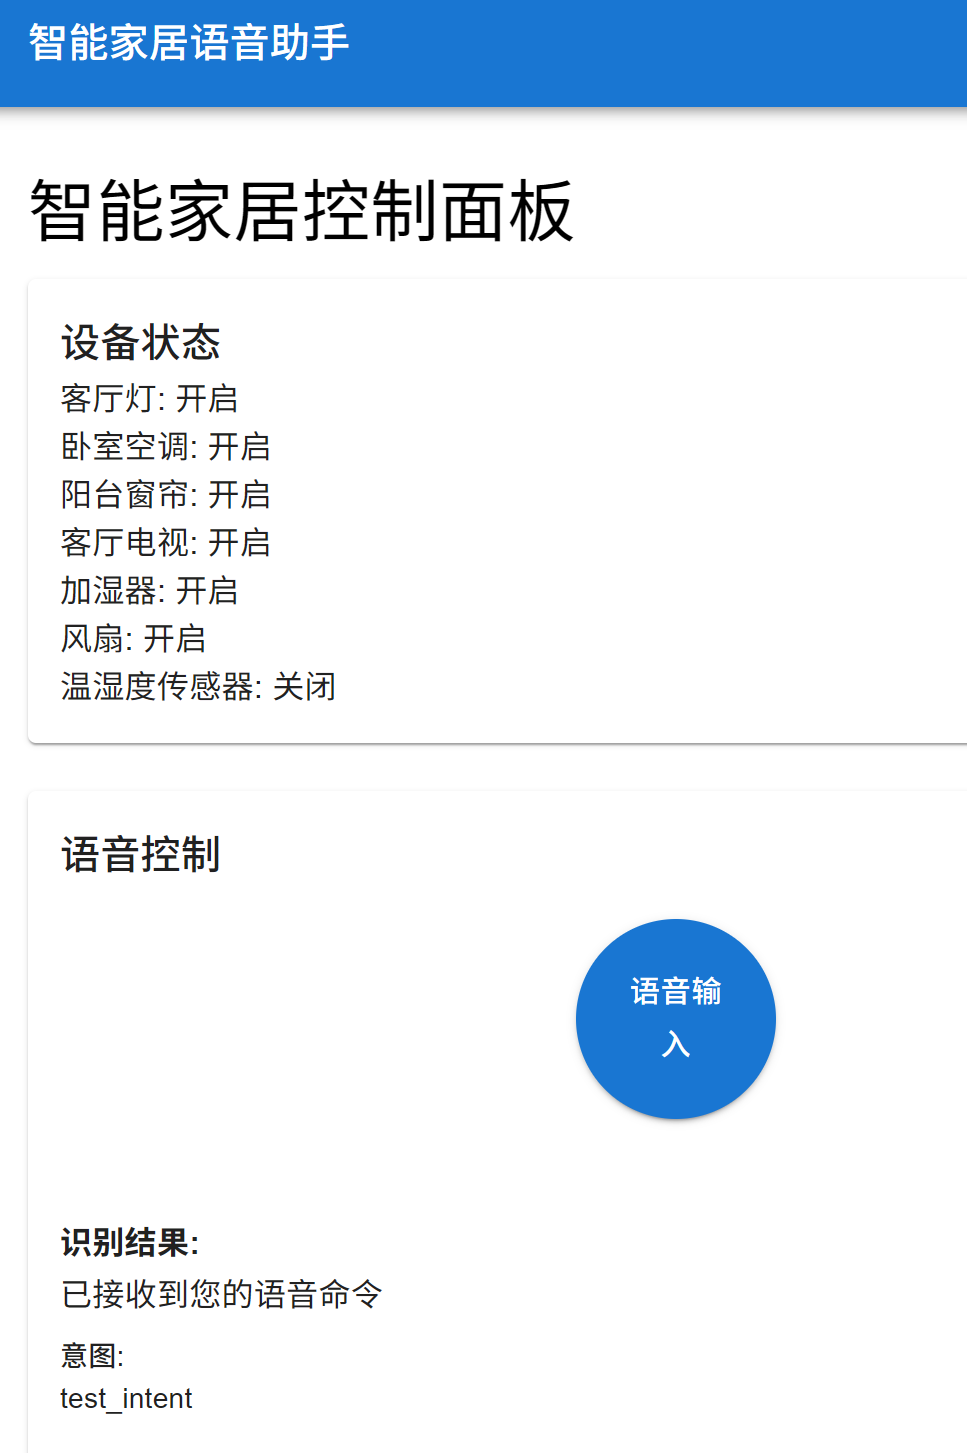 智能家居语音助手
智能家居控制面板
设备状态
客厅灯: 开启
卧室空调: 开启
阳台窗帘: 开启
客厅电视: 开启
加湿器: 开启
风扇: 开启
温湿度传感器: 关闭
语音控制
语音输
入
识别结果:
已接收到您的语音命令
意图:
test_intent